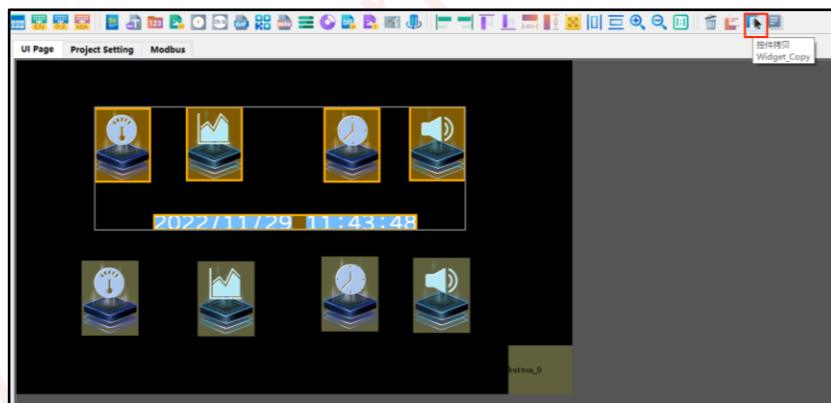 UI Page Project Setting Modbus
控件拷贝
Widget_Copy
2022/11/29 11:43:48
button_0